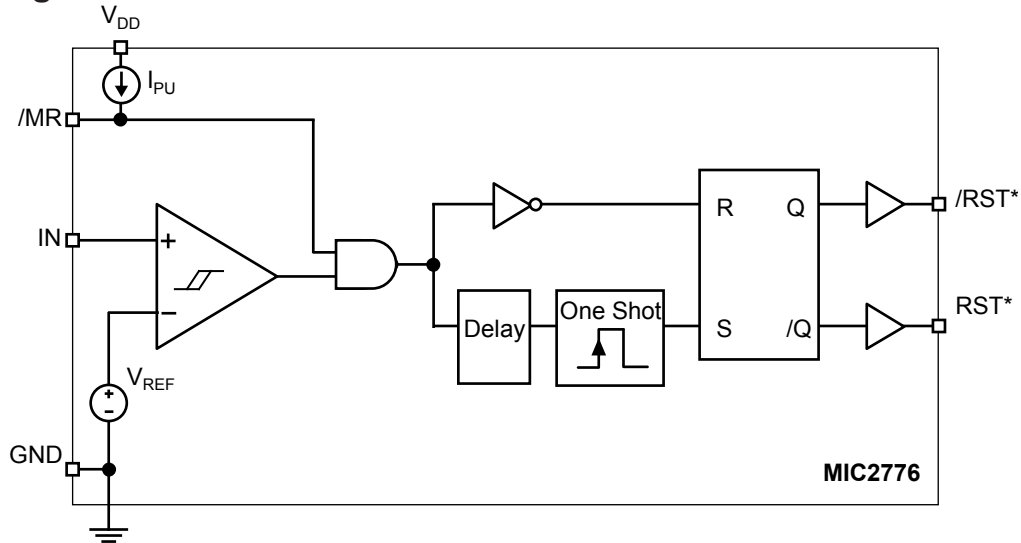 V_DD
I_PU
/MR
IN
+
−
R
Q
/RST*
Delay
One Shot
S
/Q
RST*
V_REF
+
−
GND
MIC2776